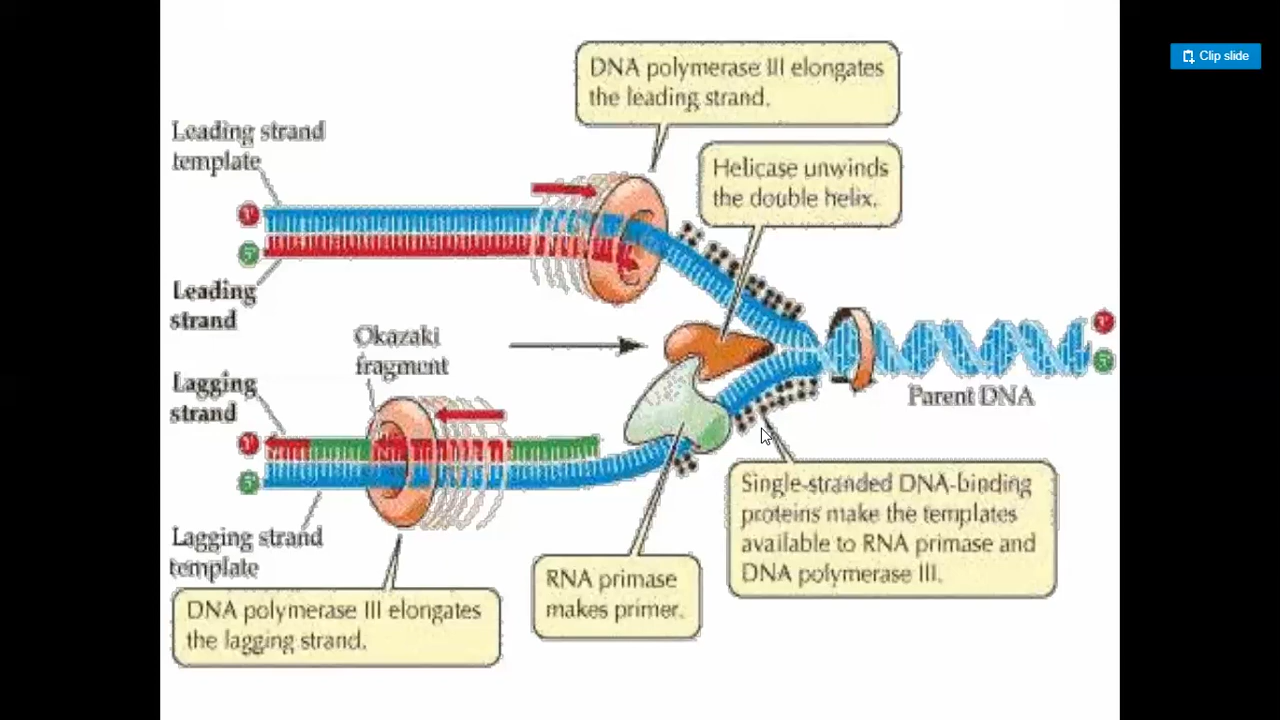 Clip slide
DNA polymerase III elongates
the leading strand.
Leading strand
template
Helicase unwinds
the double helix.
3'
5'
Leading
strand
Okazaki
fragment
3'
5'
Parent DNA
Lagging
strand
3'
5'
Single-stranded DNA-binding
proteins make the templates
available to RNA primase and
DNA polymerase III.
Lagging strand
template
RNA primase
makes primer.
DNA polymerase III elongates
the lagging strand.